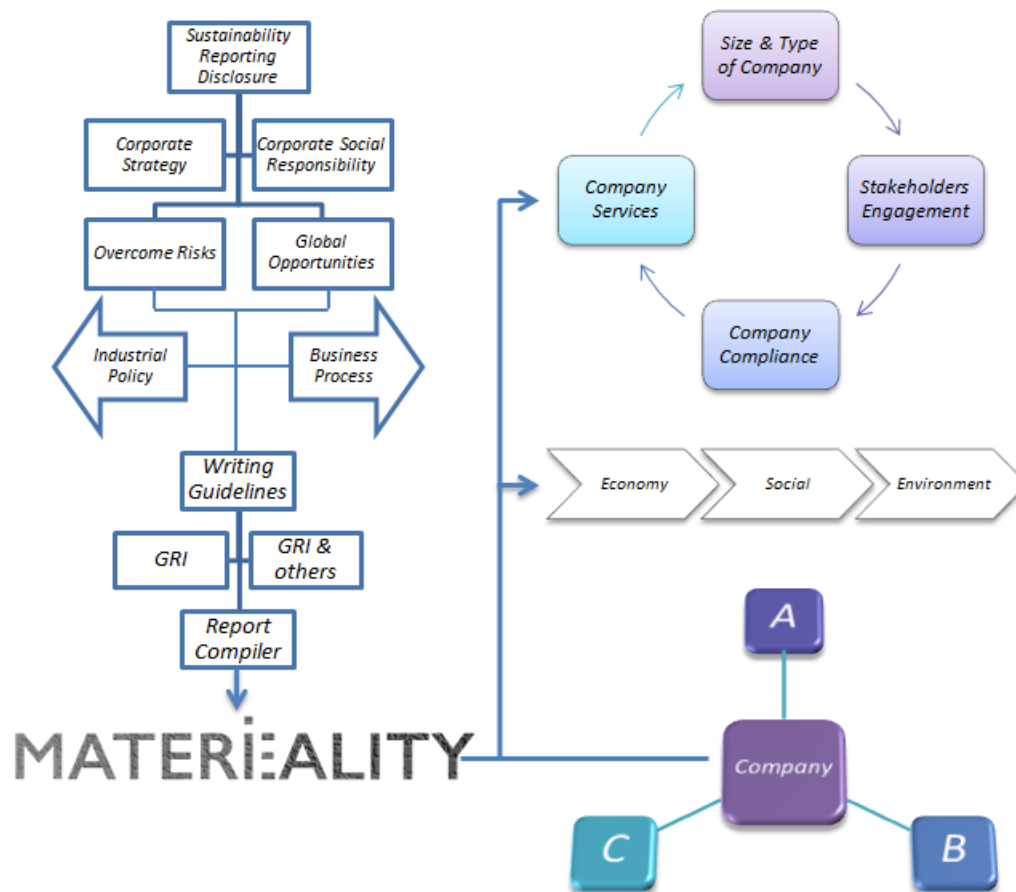 Sustainability
Reporting
Disclosure
Corporate
Strategy
Corporate Social
Responsibility
Overcome Risks
Global
Opportunities
Industrial
Policy
Business
Process
Writing
Guidelines
GRI
GRI &
others
Report
Compiler
MATERiEALITY
Size & Type
of Company
Stakeholders
Engagement
Company
Compliance
Company
Services
Economy
Social
Environment
A
Company
C
B